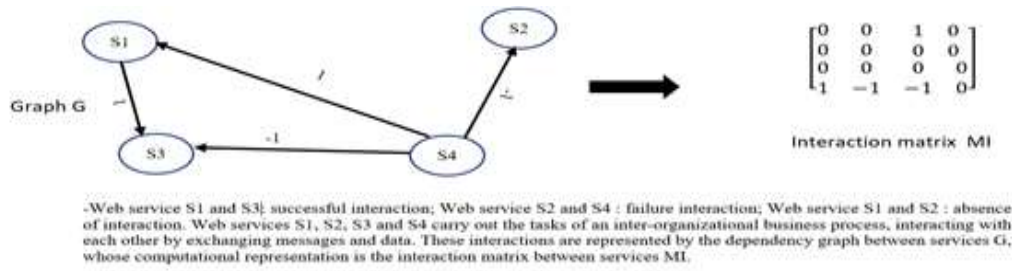 S1
S2
1
1
-1
Graph G
-1
S3
S4
0 0 1 0
0 0 0 0
0 0 0 0
1 −1 −1 0
Interaction matrix MI
-Web service S1 and S3: successful interaction; Web service S2 and S4 : failure interaction; Web service S1 and S2 : absence
of interaction. Web services S1, S2, S3 and S4 carry out the tasks of an inter-organizational business process, interacting with
each other by exchanging messages and data. These interactions are represented by the dependency graph between services G,
whose computational representation is the interaction matrix between services MI.